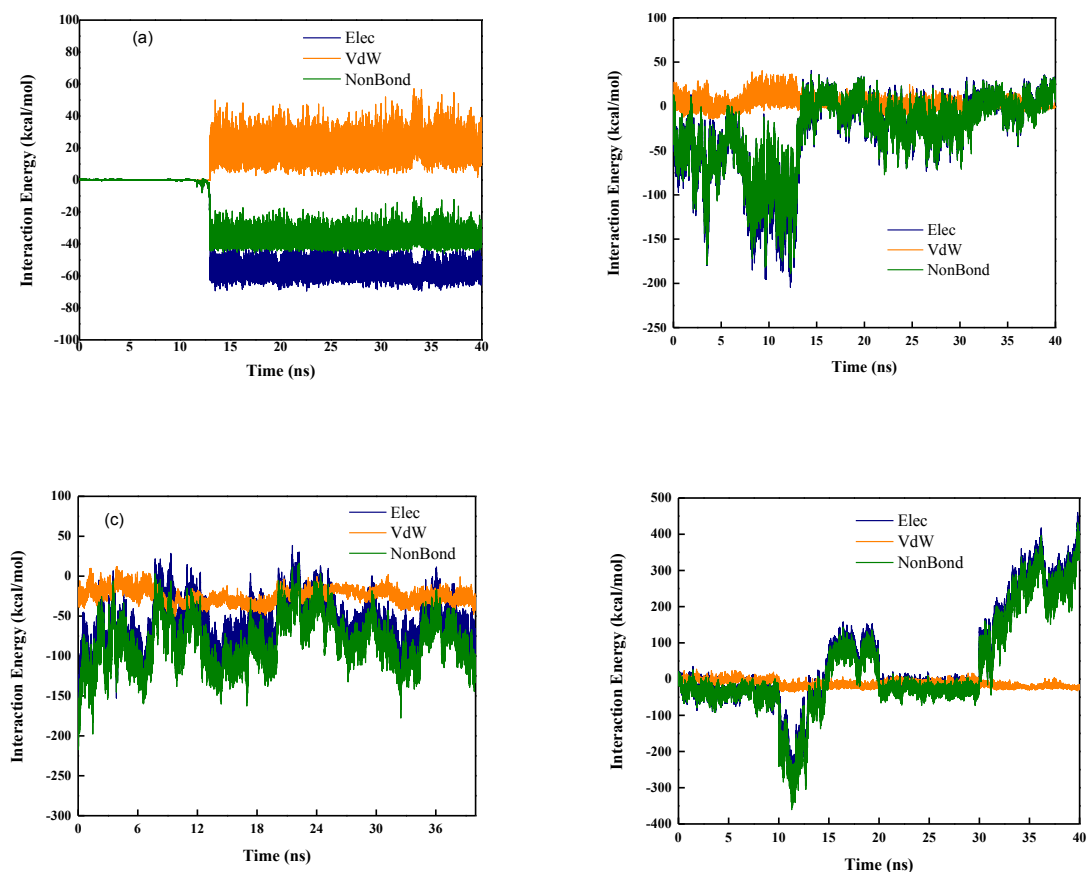 (a)
Elec
VdW
NonBond
Interaction Energy (kcal/mol)
100
80
60
40
20
0
-20
-40
-60
-80
-100
0 5 10 15 20 25 30 35 40
Time (ns)
Interaction Energy (kcal/mol)
100
50
0
-50
-100
-150
-200
-250
Elec
VdW
NonBond
0 5 10 15 20 25 30 35 40
Time (ns)
(c)
Elec
VdW
NonBond
Interaction Energy (kcal/mol)
100
50
0
-50
-100
-150
-200
-250
-300
0 6 12 18 24 30 36
Time (ns)
Elec
VdW
NonBond
Interaction Energy (kcal/mol)
500
400
300
200
100
0
-100
-200
-300
-400
0 5 10 15 20 25 30 35 40
Time (ns)